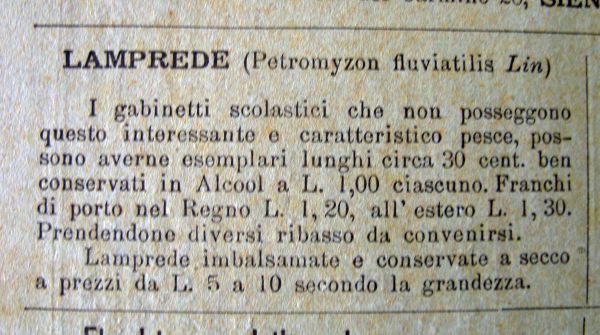 SIEN
LAMPREDE (Petromyzon fluviatilis Lin)
I gabinetti scolastici che non posseggono
questo interessante e caratteristico pesce, pos-
sono averne esemplari lunghi circa 30 cent. ben
conservati in Alcool a L. 1,00 ciascuno. Franchi
di porto nel Regno L. 1,20, all'estero L. 1,30.
Prendendone diversi ribasso da convenirsi.
Lamprede imbalsamate e conservate a secco
a prezzi da L. 5 a 10 secondo la grandezza.